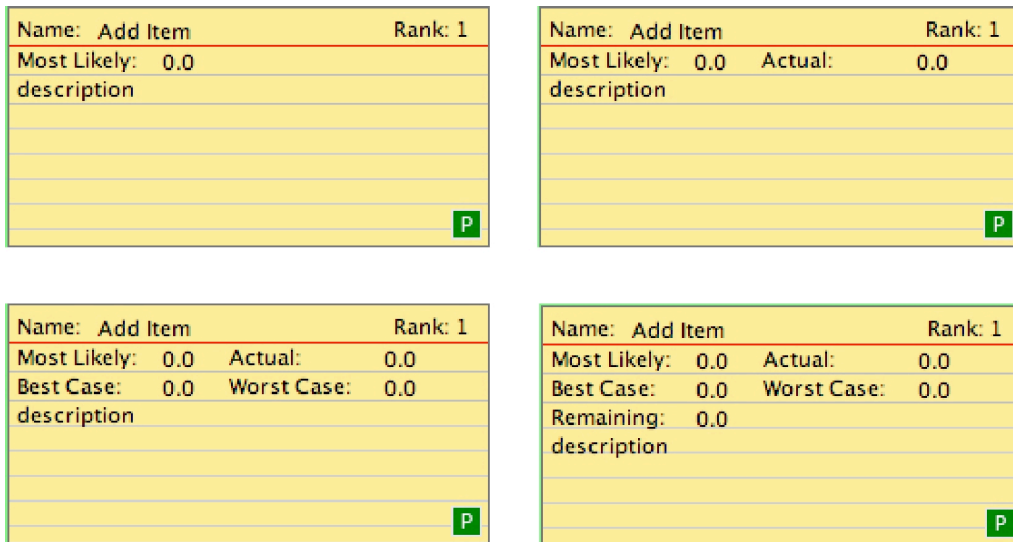 Name: Add Item Rank: 1
Most Likely: 0.0
description
P
Name: Add Item Rank: 1
Most Likely: 0.0 Actual: 0.0
description
P
Name: Add Item Rank: 1
Most Likely: 0.0 Actual: 0.0
Best Case: 0.0 Worst Case: 0.0
description
P
Name: Add Item Rank: 1
Most Likely: 0.0 Actual: 0.0
Best Case: 0.0 Worst Case: 0.0
Remaining: 0.0
description
P